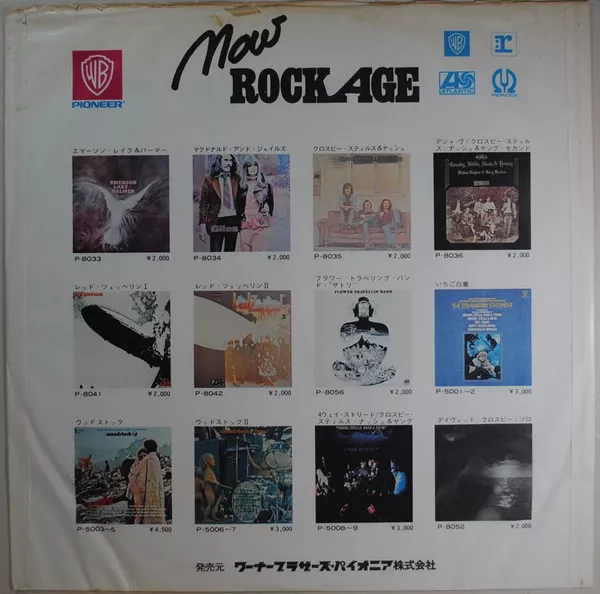 Now
ROCK AGE
WB
PIONEER
WB
r
ATLANTIC
PIONEER
エマーソン・レイク&パーマー
EMERSON
LAKE
PALMER
P-8033 ¥2,000
マクドナルド・アンド・ジャイルズ
Giles
P-8034 ¥2,000
クロスビー・スティルス&ナッシュ
P-8035 ¥2,000
デジャ・ヴ/クロスビー・スティル
ス・ナッシュ&ヤング・セカンド
Crosby, Stills, Nash & Young
P-8036 ¥2,000
レッド・ツェッペリンI
P-8041 ¥2,000
レッド・ツェッペリンII
P-8042 ¥2,000
フラワー・トラベリング・バン
ド・"サトリ"
FLOWER TRAVELLIN' BAND
P-8056 ¥2,000
いちご白書
THE STRAWBERRY STATEMENT
P-5001~2 ¥3,000
ウッドストック
woodstock
P-5003~5 ¥4,500
ウッドストックII
P-5006~7 ¥3,000
4ウェイ・ストリート/クロスビー・
スティルス・ナッシュ&ヤング
P-5008~9 ¥3,000
デイヴッド・クロスビー/ソロ
P-8052 ¥2,000
発売元 ワーナーブラザーズ・パイオニア株式会社